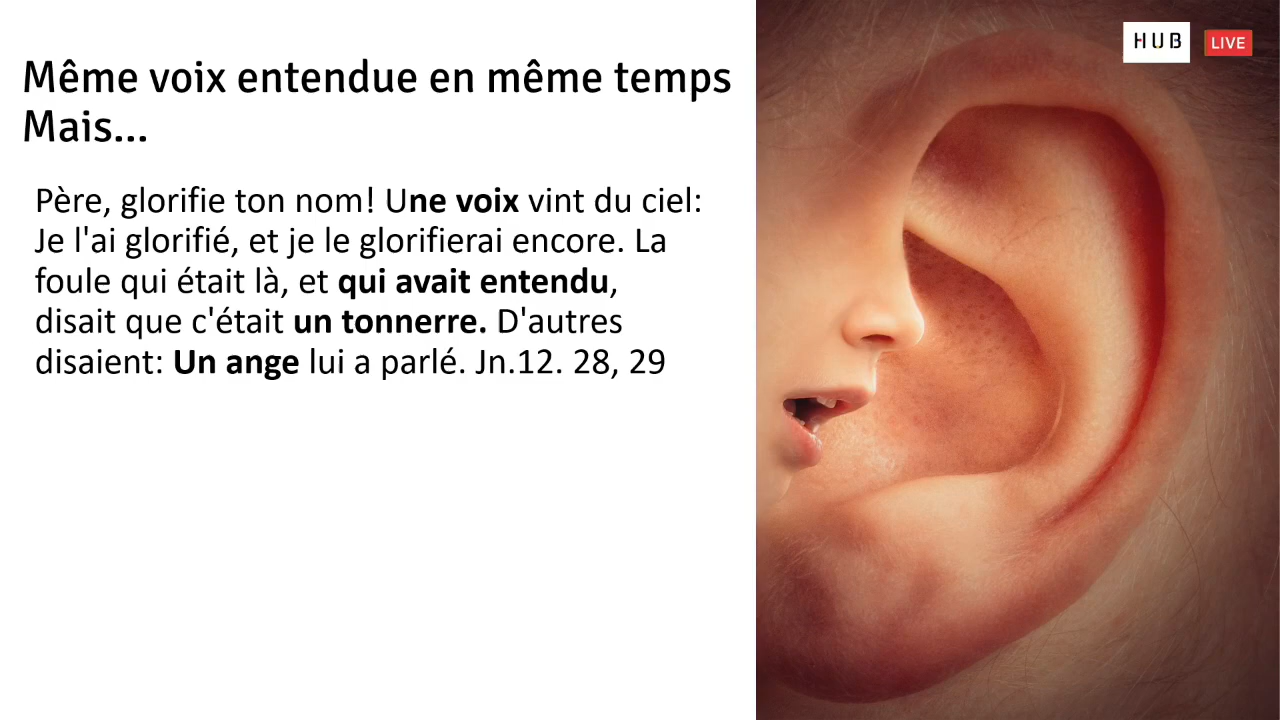 Même voix entendue en même temps
Mais...
Père, glorifie ton nom! Une voix vint du ciel:
Je l'ai glorifié, et je le glorifierai encore. La
foule qui était là, et qui avait entendu,
disait que c'était un tonnerre. D'autres
disaient: Un ange lui a parlé. Jn.12. 28, 29
HUB LIVE